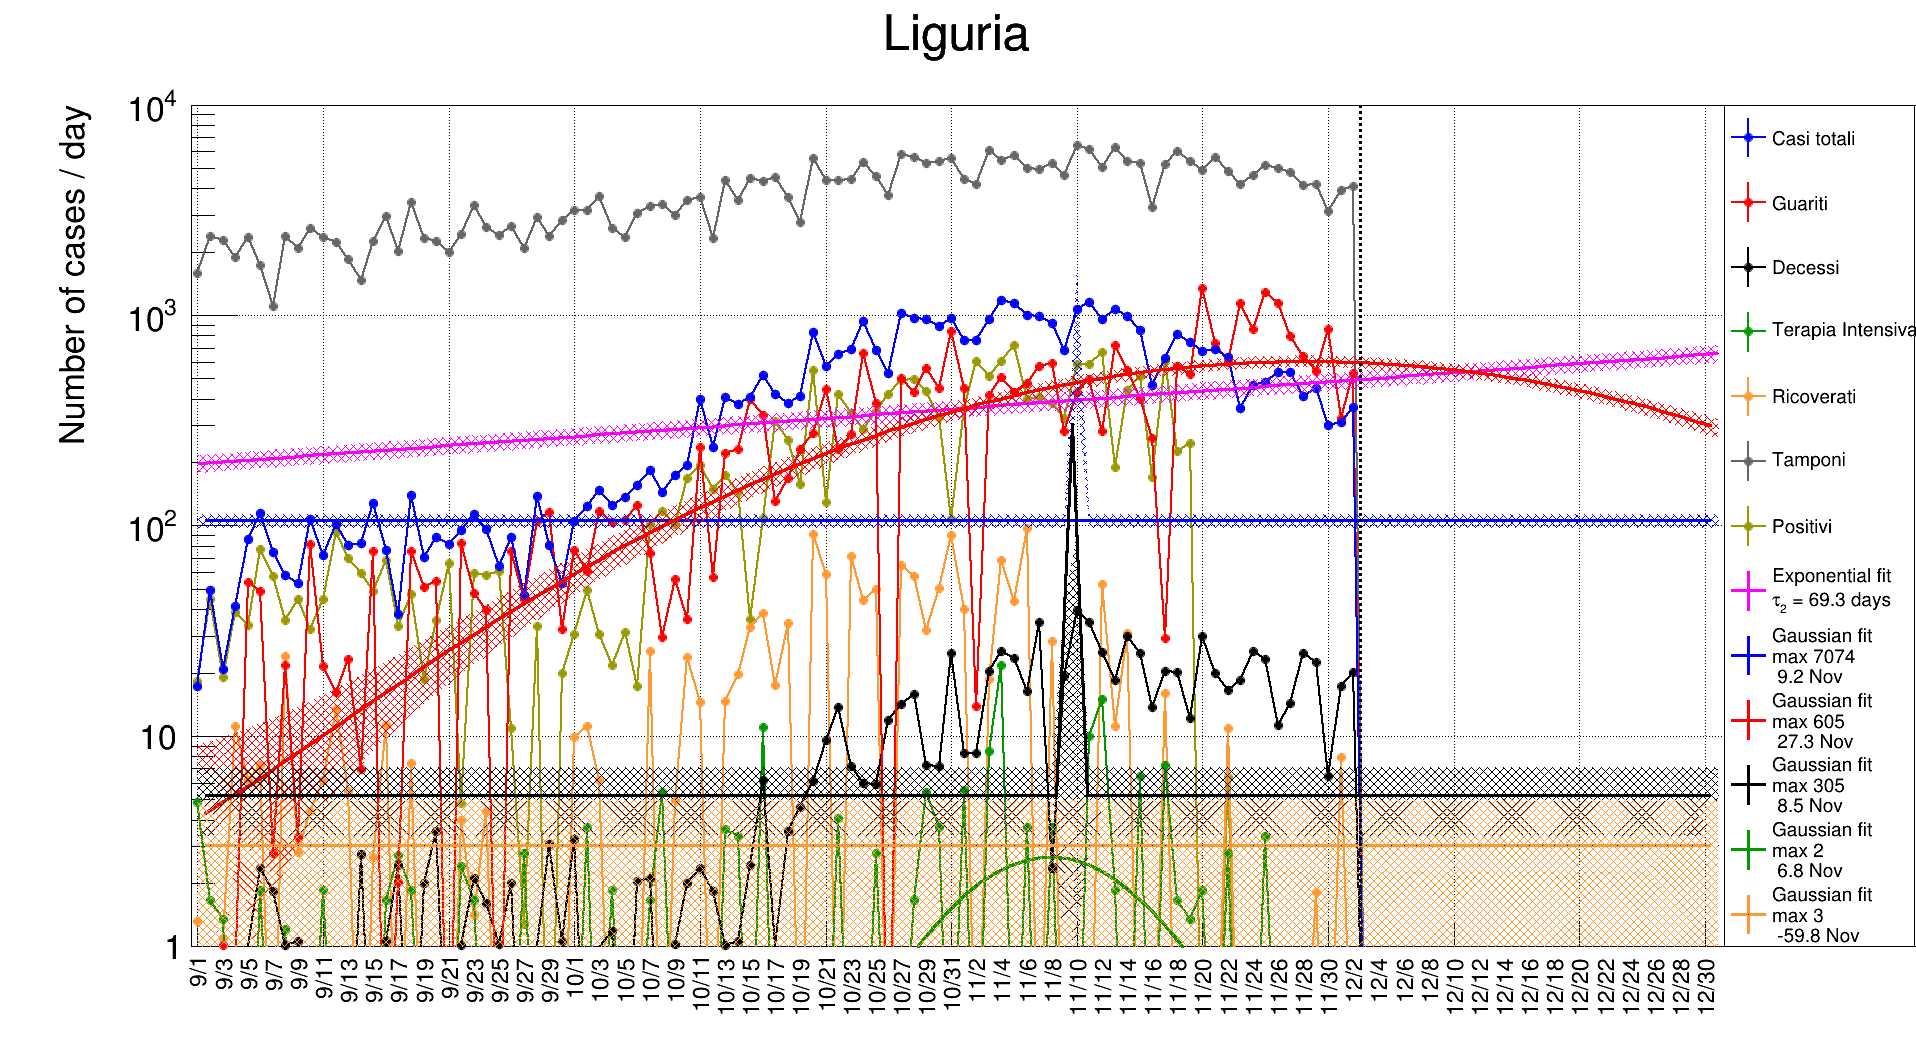 Liguria
Number of cases / day
10^4
10^3
10^2
10
1
9/1 9/3 9/5 9/7 9/9 9/11 9/13 9/15 9/17 9/19 9/21 9/23 9/25 9/27 9/29 10/1 10/3 10/5 10/7 10/9 10/11 10/13 10/15 10/17 10/19 10/21 10/23 10/25 10/27 10/29 10/31 11/2 11/4 11/6 11/8 11/10 11/12 11/14 11/16 11/18 11/20 11/22 11/24 11/26 11/28 11/30 12/2 12/4 12/6 12/8 12/10 12/12 12/14 12/16 12/18 12/20 12/22 12/24 12/26 12/28 12/30
Casi totali
Guariti
Decessi
Terapia Intensiva
Ricoverati
Tamponi
Positivi
Exponential fit
τ2 = 69.3 days
Gaussian fit
max 7074
9.2 Nov
Gaussian fit
max 605
27.3 Nov
Gaussian fit
max 305
8.5 Nov
Gaussian fit
max 2
6.8 Nov
Gaussian fit
max 3
-59.8 Nov